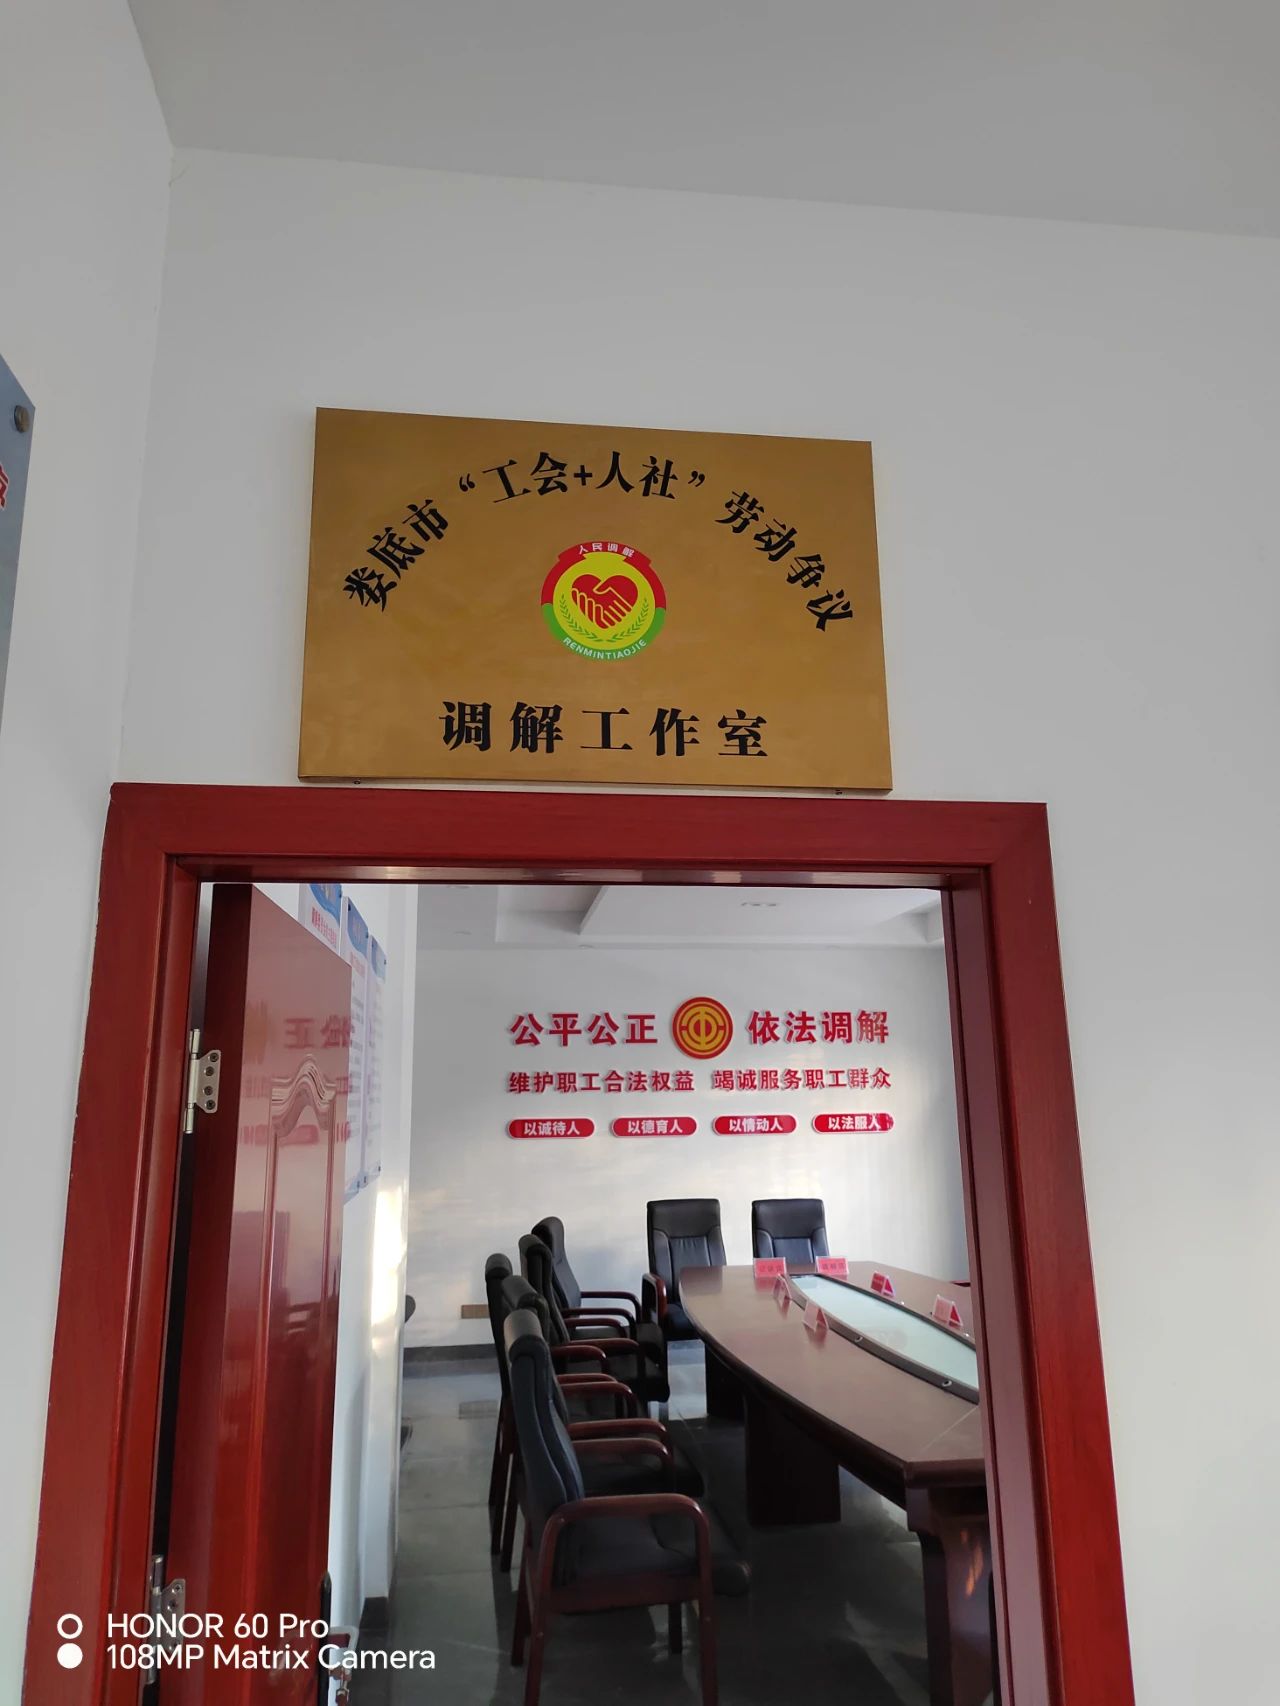 娄底市“工会+人社”劳动争议
人民调解
RENMINTIAOJIE
调解工作室
公平公正 依法调解
维护职工合法权益 竭诚服务职工群众
以诚待人 以德育人 以情动人 以法服人
HONOR 60 Pro
108MP Matrix Camera